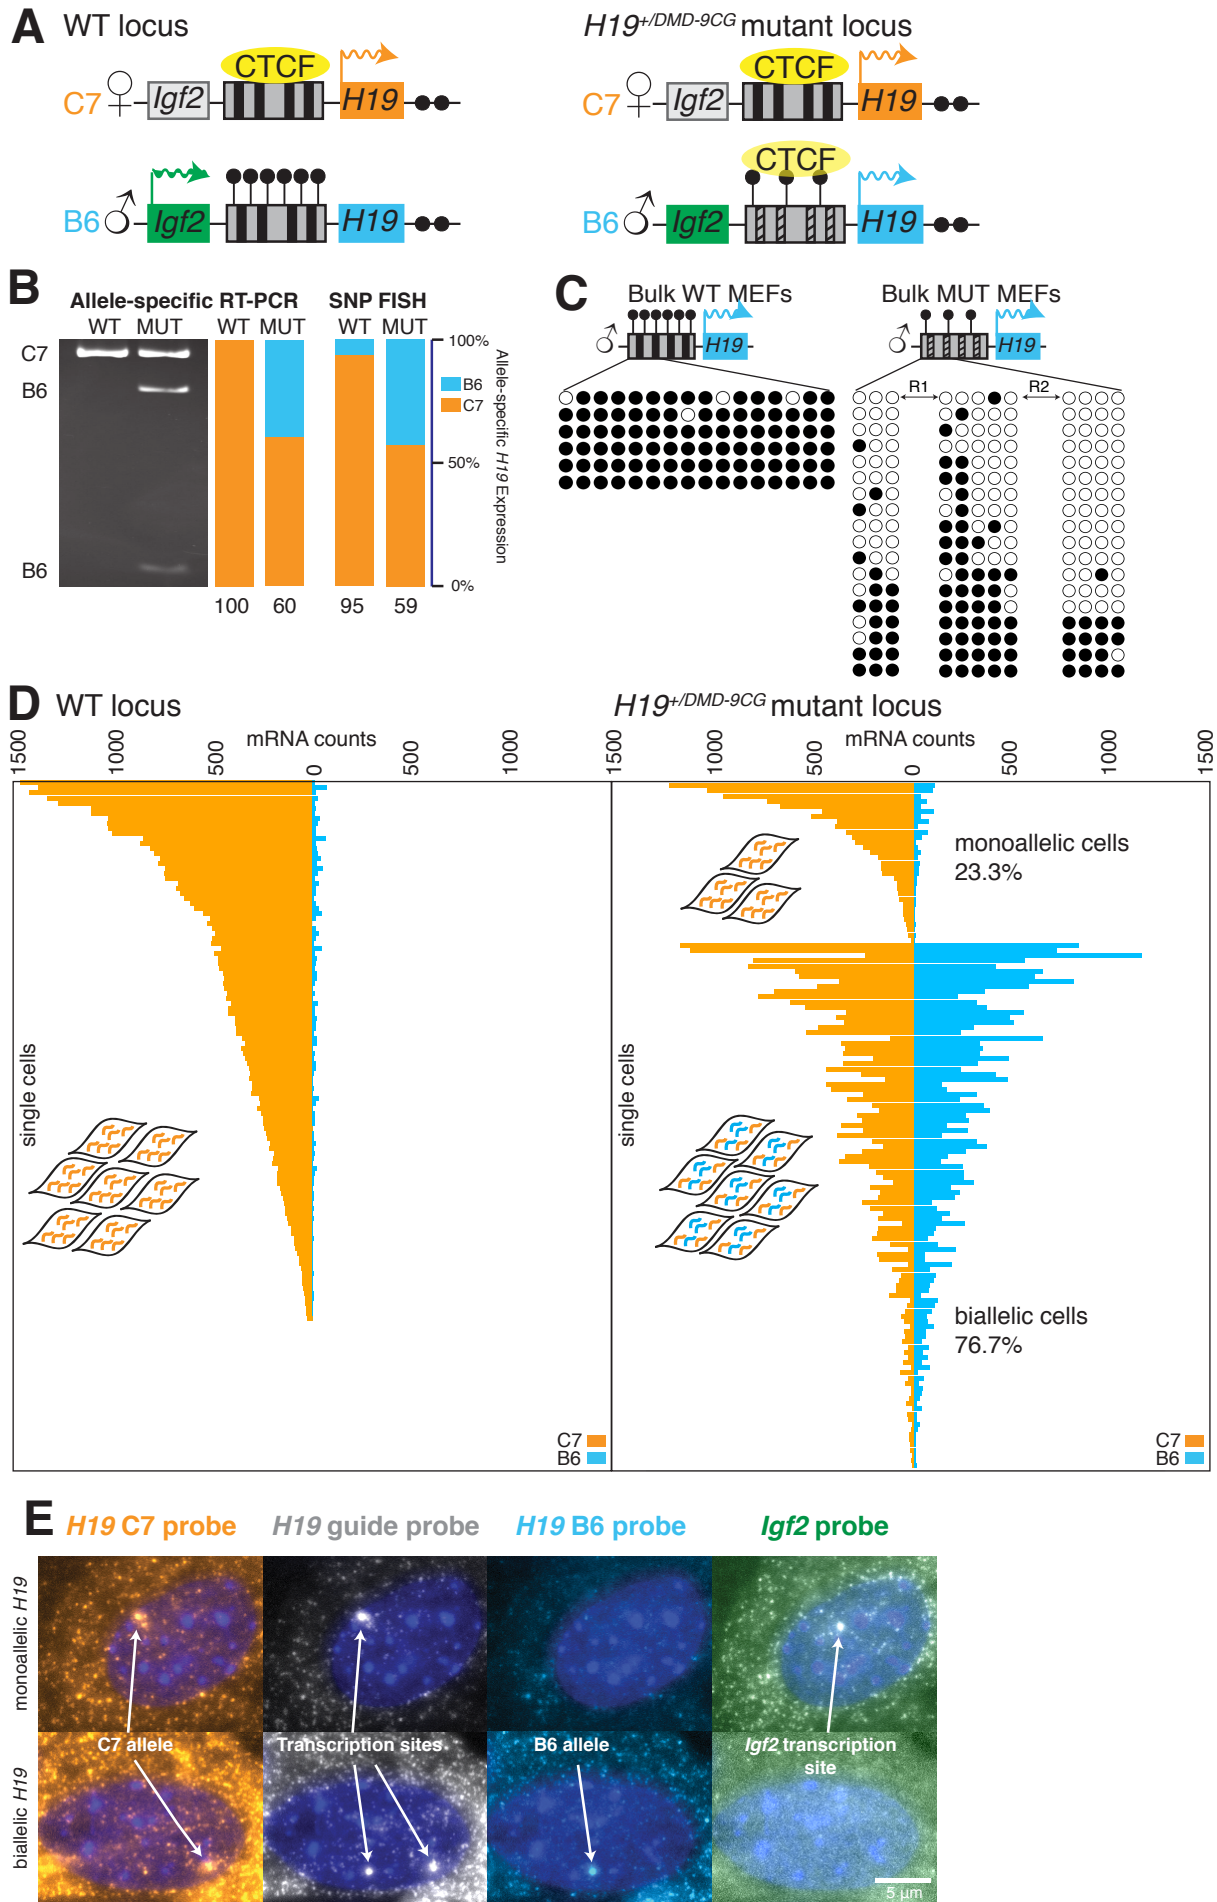 A WT locus
H19+/DMD-9CG mutant locus
CTCF
CTCF
C7 ♀ Igf2 H19
C7 ♀ Igf2 H19
CTCF
B6 ♂ Igf2 H19
B6 ♂ Igf2 H19
B
Allele-specific RT-PCR SNP FISH
WT MUT WT MUT WT MUT
C7
B6
B6
100%
50%
0%
B6
C7
Allele-specific H19 Expression
100 60 95 59
C
Bulk WT MEFs
Bulk MUT MEFs
♂ H19
♂ H19
R1 R2
D WT locus
H19+/DMD-9CG mutant locus
mRNA counts
mRNA counts
1500 1000 500 0 500 1000 1500 1000 500 0 500 1000 1500
single cells
single cells
monoallelic cells
23.3%
biallelic cells
76.7%
C7
B6
C7
B6
E H19 C7 probe H19 guide probe H19 B6 probe Igf2 probe
monoallelic H19
C7 allele
Transcription sites
B6 allele
Igf2 transcription
site
biallelic H19
5 µm